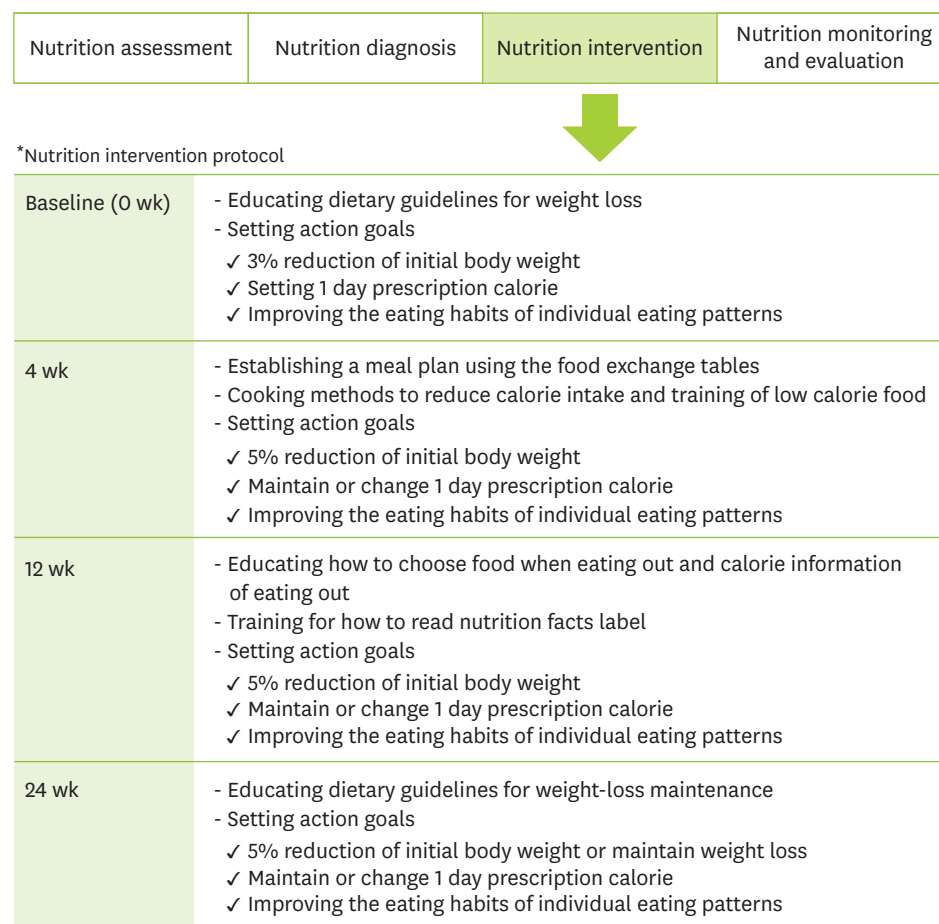 Nutrition assessment
Nutrition diagnosis
Nutrition intervention
Nutrition monitoring
and evaluation
*Nutrition intervention protocol
Baseline (0 wk)
- Educating dietary guidelines for weight loss
- Setting action goals
✓ 3% reduction of initial body weight
✓ Setting 1 day prescription calorie
✓ Improving the eating habits of individual eating patterns
4 wk
- Establishing a meal plan using the food exchange tables
- Cooking methods to reduce calorie intake and training of low calorie food
- Setting action goals
✓ 5% reduction of initial body weight
✓ Maintain or change 1 day prescription calorie
✓ Improving the eating habits of individual eating patterns
12 wk
- Educating how to choose food when eating out and calorie information
of eating out
- Training for how to read nutrition facts label
- Setting action goals
✓ 5% reduction of initial body weight
✓ Maintain or change 1 day prescription calorie
✓ Improving the eating habits of individual eating patterns
24 wk
- Educating dietary guidelines for weight-loss maintenance
- Setting action goals
✓ 5% reduction of initial body weight or maintain weight loss
✓ Maintain or change 1 day prescription calorie
✓ Improving the eating habits of individual eating patterns